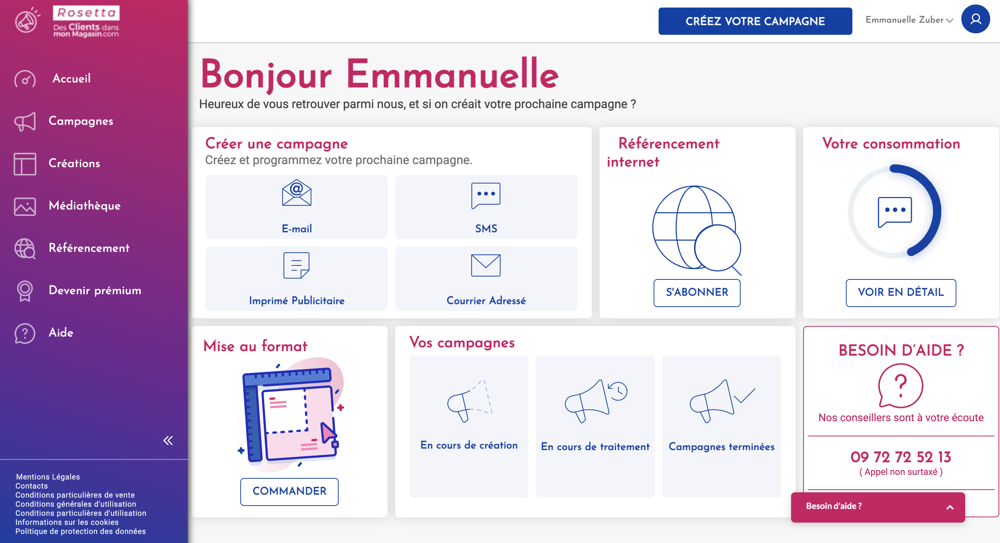 Rosetta
Des Clients dans
mon Magasin.com
CRÉEZ VOTRE CAMPAGNE
Emmanuelle Zuber
Accueil
Campagnes
Créations
Médiathèque
Référencement
Devenir prémium
Aide
Mentions Légales
Contacts
Conditions particulières de vente
Conditions générales d'utilisation
Conditions particulières d'utilisation
Informations sur les cookies
Politique de protection des données
Bonjour Emmanuelle
Heureux de vous retrouver parmi nous, et si on créait votre prochaine campagne ?
Créer une campagne
Créez et programmez votre prochaine campagne.
@
E-mail
SMS
Imprimé Publicitaire
Courrier Adressé
Référencement
internet
S'ABONNER
Votre consommation
VOIR EN DÉTAIL
Mise au format
COMMANDER
Vos campagnes
En cours de création
En cours de traitement
Campagnes terminées
BESOIN D’AIDE ?
?
Nos conseillers sont à votre écoute
09 72 72 52 13
( Appel non surtaxé )
Besoin d'aide ?